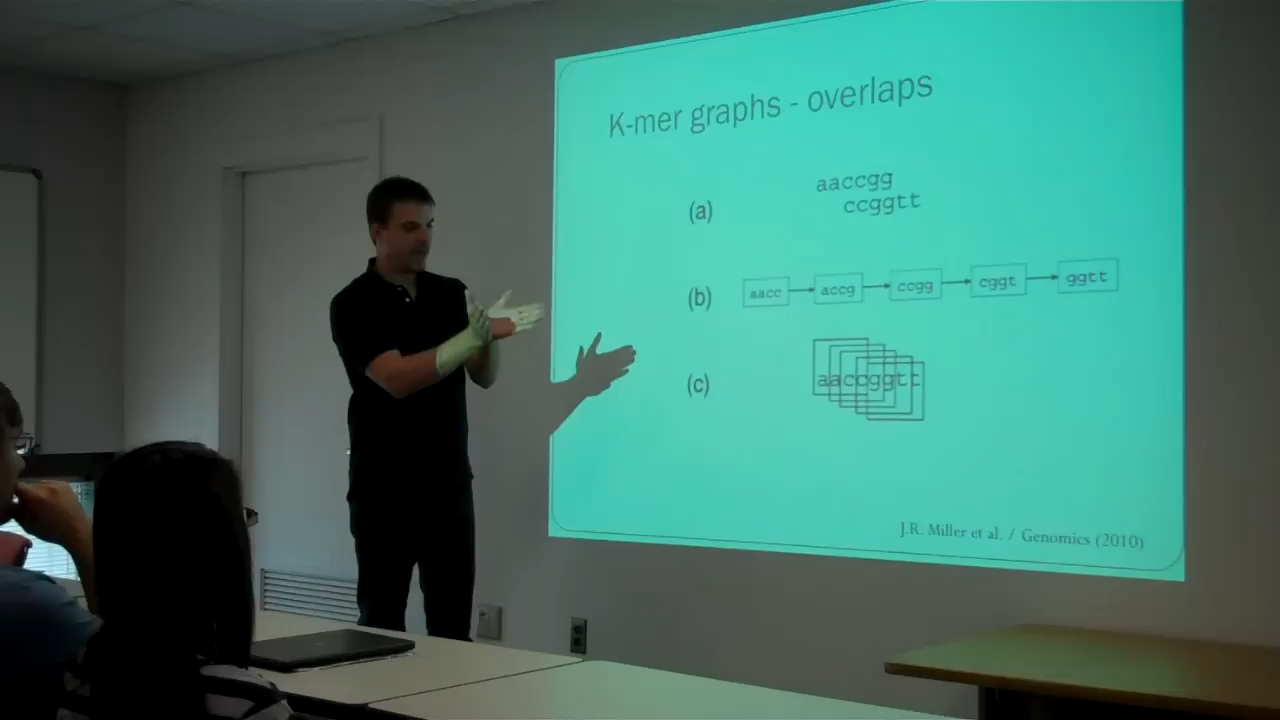 K-mer graphs - overlaps
(a)
aaccgg
ccggtt
(b)
aacc accg ccgg cggt ggtt
(c)
aaccggtt
J.R. Miller et al. / Genomics (2010)